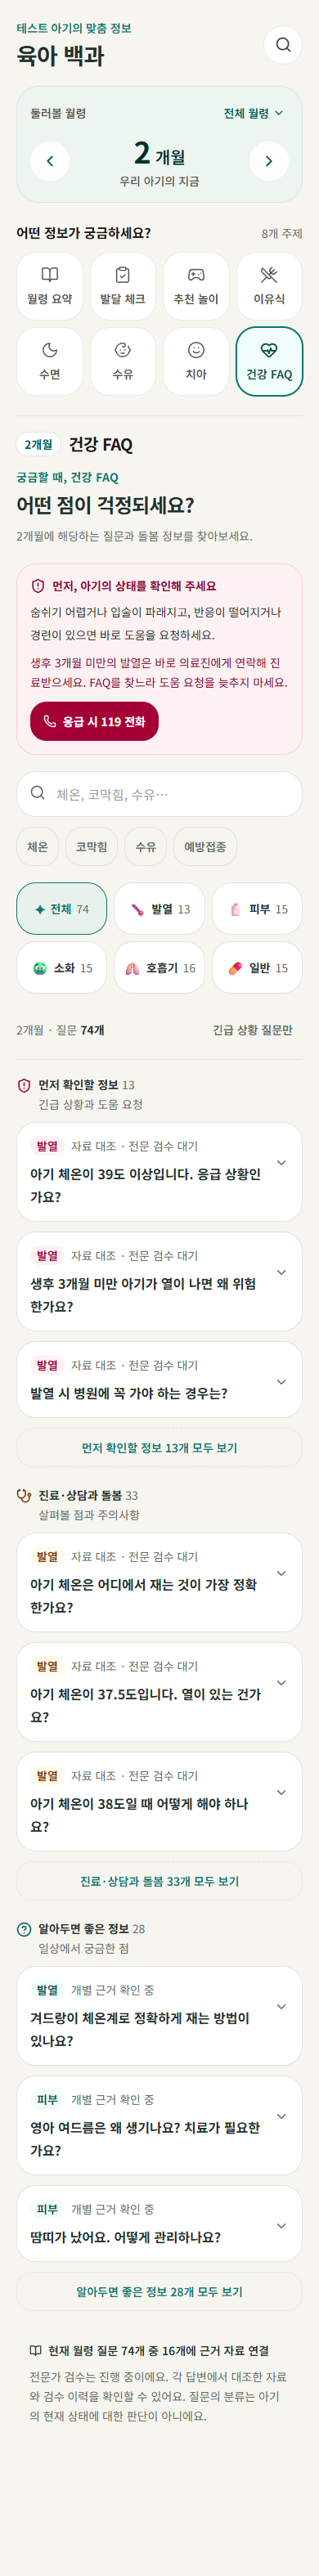 테스트 아기의 맞춤 정보
육아 백과
둘러볼 월령
전체 월령
2 개월
우리 아기의 지금
어떤 정보가 궁금하세요?
8개 주제
월령 요약
발달 체크
추천 놀이
이유식
수면
수유
치아
건강 FAQ
2개월
건강 FAQ
궁금할 때, 건강 FAQ
어떤 점이 걱정되세요?
2개월에 해당하는 질문과 돌봄 정보를 찾아보세요.
먼저, 아기의 상태를 확인해 주세요
숨쉬기 어렵거나 입술이 파래지고, 반응이 떨어지거나
경련이 있으면 바로 도움을 요청하세요.
생후 3개월 미만의 발열은 바로 의료진에게 연락해 진
료받으세요. FAQ를 찾느라 도움 요청을 늦추지 마세요.
응급 시 119 전화
체온, 코막힘, 수유…
체온
코막힘
수유
예방접종
전체 74
발열 13
피부 15
소화 15
호흡기 16
일반 15
2개월 · 질문 74개
긴급 상황 질문만
먼저 확인할 정보 13
긴급 상황과 도움 요청
발열 자료 대조 · 전문 검수 대기
아기 체온이 39도 이상입니다. 응급 상황인
가요?
발열 자료 대조 · 전문 검수 대기
생후 3개월 미만 아기가 열이 나면 왜 위험
한가요?
발열 자료 대조 · 전문 검수 대기
발열 시 병원에 꼭 가야 하는 경우는?
먼저 확인할 정보 13개 모두 보기
진료·상담과 돌봄 33
살펴볼 점과 주의사항
발열 자료 대조 · 전문 검수 대기
아기 체온은 어디에서 재는 것이 가장 정확
한가요?
발열 자료 대조 · 전문 검수 대기
아기 체온이 37.5도입니다. 열이 있는 건가
요?
발열 자료 대조 · 전문 검수 대기
아기 체온이 38도일 때 어떻게 해야 하나
요?
진료·상담과 돌봄 33개 모두 보기
알아두면 좋은 정보 28
일상에서 궁금한 점
발열 개별 근거 확인 중
겨드랑이 체온계로 정확하게 재는 방법이
있나요?
피부 개별 근거 확인 중
영아 여드름은 왜 생기나요? 치료가 필요한
가요?
피부 개별 근거 확인 중
땀띠가 났어요. 어떻게 관리하나요?
알아두면 좋은 정보 28개 모두 보기
현재 월령 질문 74개 중 16개에 근거 자료 연결
전문가 검수는 진행 중이에요. 각 답변에서 대조한 자료
와 검수 이력을 확인할 수 있어요. 질문의 분류는 아기
의 현재 상태에 대한 판단이 아니에요.